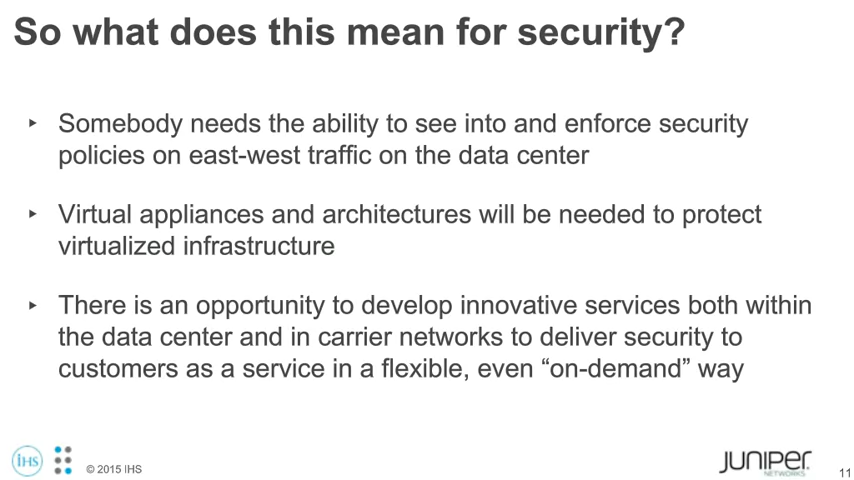 So what does this mean for security?
‣ Somebody needs the ability to see into and enforce security
policies on east-west traffic on the data center
‣ Virtual appliances and architectures will be needed to protect
virtualized infrastructure
‣ There is an opportunity to develop innovative services both within
the data center and in carrier networks to deliver security to
customers as a service in a flexible, even “on-demand” way
iHS
© 2015 IHS
JUNIPER
NETWORKS
11